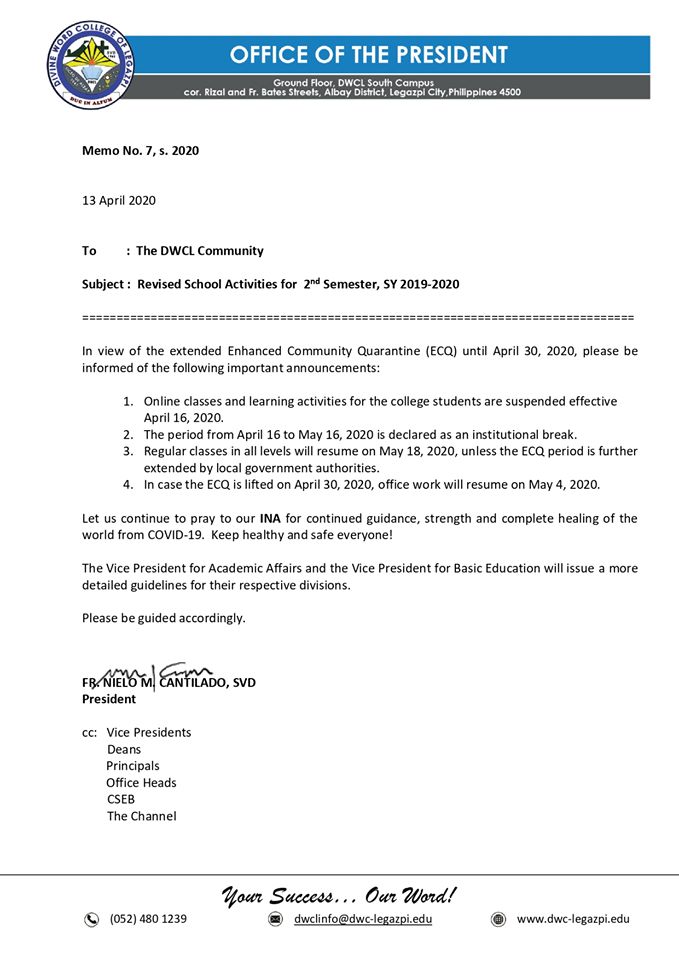 DIVINE WORD COLLEGE OF LEGAZPI
DUC IN ALTUM
OFFICE OF THE PRESIDENT
Ground Floor, DWCL South Campus
cor. Rizal and Fr. Bates Streets, Albay District, Legazpi City,Philippines 4500
Memo No. 7, s. 2020
13 April 2020
To : The DWCL Community
Subject : Revised School Activities for 2nd Semester, SY 2019-2020
=================================================================================
In view of the extended Enhanced Community Quarantine (ECQ) until April 30, 2020, please be
informed of the following important announcements:
1. Online classes and learning activities for the college students are suspended effective
April 16, 2020.
2. The period from April 16 to May 16, 2020 is declared as an institutional break.
3. Regular classes in all levels will resume on May 18, 2020, unless the ECQ period is further
extended by local government authorities.
4. In case the ECQ is lifted on April 30, 2020, office work will resume on May 4, 2020.
Let us continue to pray to our INA for continued guidance, strength and complete healing of the
world from COVID-19. Keep healthy and safe everyone!
The Vice President for Academic Affairs and the Vice President for Basic Education will issue a more
detailed guidelines for their respective divisions.
Please be guided accordingly.
FR. NIELO M. CANTILADO, SVD
President
cc: Vice Presidents
Deans
Principals
Office Heads
CSEB
The Channel
Your Success... Our Word!
(052) 480 1239 dwclinfo@dwc-legazpi.edu www.dwc-legazpi.edu